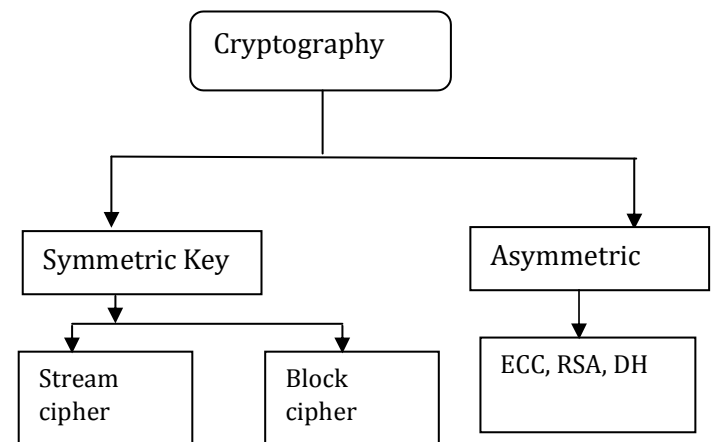 Cryptography
Symmetric Key
Asymmetric
Stream
cipher
Block
cipher
ECC, RSA, DH